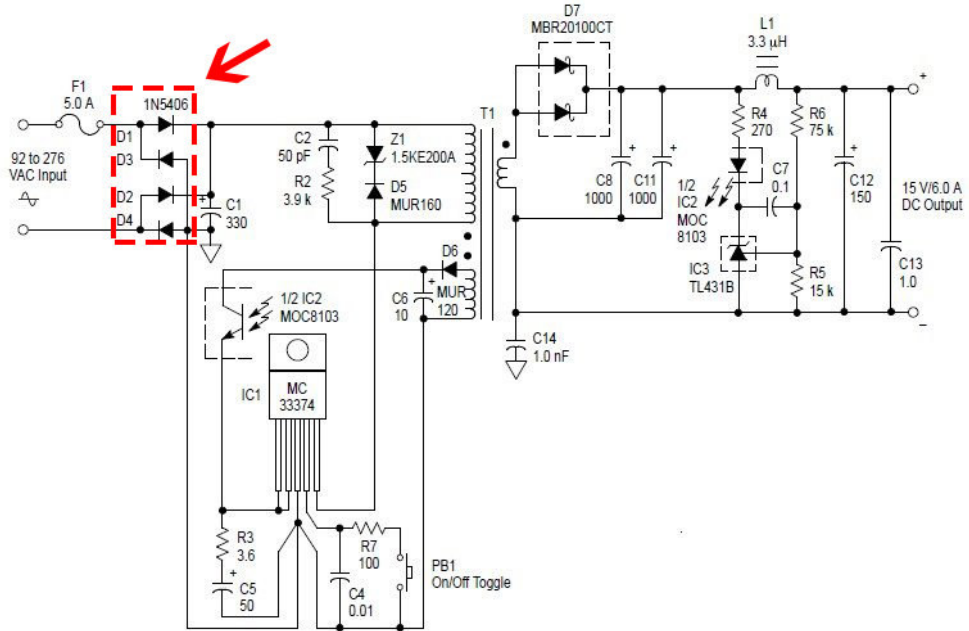 D7
MBR20100CT
L1
3.3 µH
F1
5.0 A
1N5406
T1
D1
D3
D2
D4
92 to 276
VAC Input
C2
50 pF
R2
3.9 k
Z1
1.5KE200A
D5
MUR160
R4
270
R6
75 k
C1
330
+
C8
1000
+
C11
1000
+
1/2
IC2
MOC
8103
C7
0.1
C12
150
+
15 V/6.0 A
DC Output
+
–
C13
1.0
IC3
TL431B
R5
15 k
D6
MUR
120
C6
10
+
1/2 IC2
MOC8103
C14
1.0 nF
IC1
MC
33374
R3
3.6
C5
50
+
R7
100
C4
0.01
PB1
On/Off Toggle